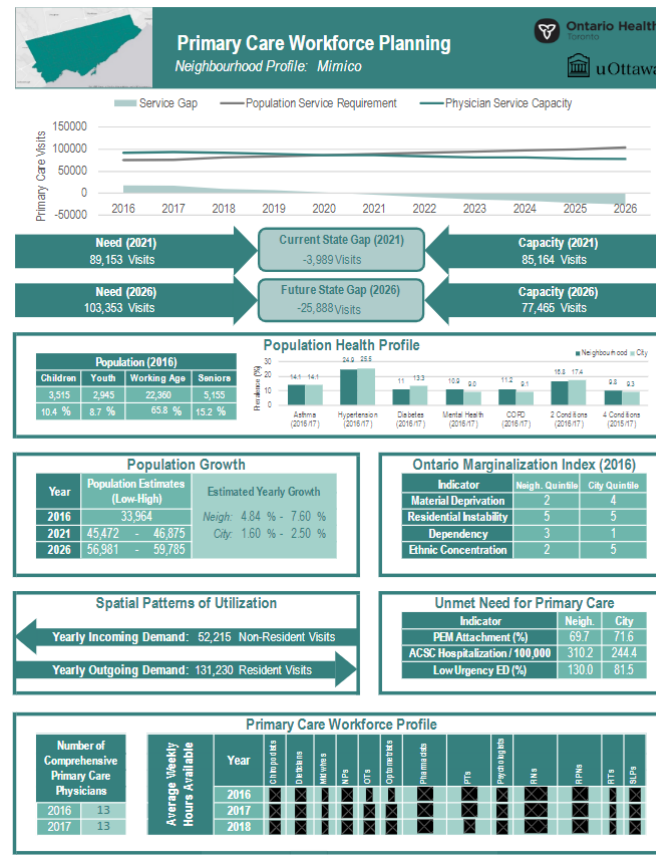 Primary Care Workforce Planning
Neighbourhood Profile: Mimico
Ontario Health
Toronto
uOttawa
Service Gap
Population Service Requirement
Physician Service Capacity
Primary Care Visits
150000
100000
50000
0
-50000
2016 2017 2018 2019 2020 2021 2022 2023 2024 2025 2026
Need (2021)
89,153 Visits
Current State Gap (2021)
-3,989 Visits
Capacity (2021)
85,164 Visits
Need (2026)
103,353 Visits
Future State Gap (2026)
-25,888 Visits
Capacity (2026)
77,465 Visits
Population Health Profile
Population (2016)
Children Youth Working Age Seniors
3,515 2,945 22,360 5,155
10.4 % 8.7 % 65.8 % 15.2 %
Prevalence (%)
Neighbourhood City
30
20
10
0
14.1 14.1 24.9 25.5 11 13.3 10.9 9.0 11.2 9.1 16.3 17.4 9.8 9.3
Asthma Hypertension Diabetes Mental Health COPD 2 Conditions 4 Conditions
(2016/17) (2016/17) (2016/17) (2016/17) (2016/17) (2016/17) (2016/17)
Population Growth
Year Population Estimates (Low-High)
Estimated Yearly Growth
2016 33,964
2021 45,472 - 46,875
2026 56,981 - 59,785
Neigh: 4.84 % - 7.60 %
City: 1.60 % - 2.50 %
Ontario Marginalization Index (2016)
Indicator Neigh. Quintile City Quintile
Material Deprivation 2 4
Residential Instability 5 5
Dependency 3 1
Ethnic Concentration 2 5
Spatial Patterns of Utilization
Yearly Incoming Demand: 52,215 Non-Resident Visits
Yearly Outgoing Demand: 131,230 Resident Visits
Unmet Need for Primary Care
Indicator Neigh. City
PEM Attachment (%) 69.7 71.6
ACSC Hospitalization / 100,000 310.2 244.4
Low Urgency ED (%) 130.0 81.5
Primary Care Workforce Profile
Number of
Comprehensive
Primary Care
Physicians
2016 13
2017 13
Average Weekly
Hours Available
Year Chiropodists Dieticians Midwives NPs OTs Optometrists Pharmacists PTs Psychologists RNs RPNs RTs SLPs
2016
2017
2018